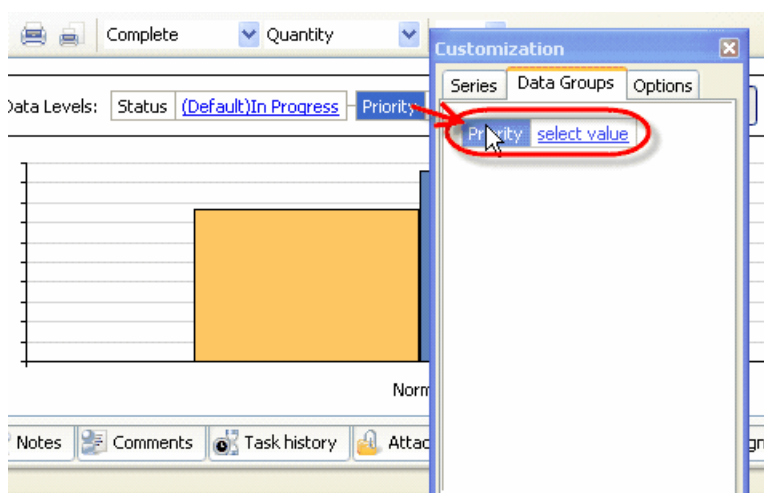 Complete Quantity
Customization
Series Data Groups Options
Data Levels: Status (Default)In Progress Priority
Priority select value
Notes Comments Task history